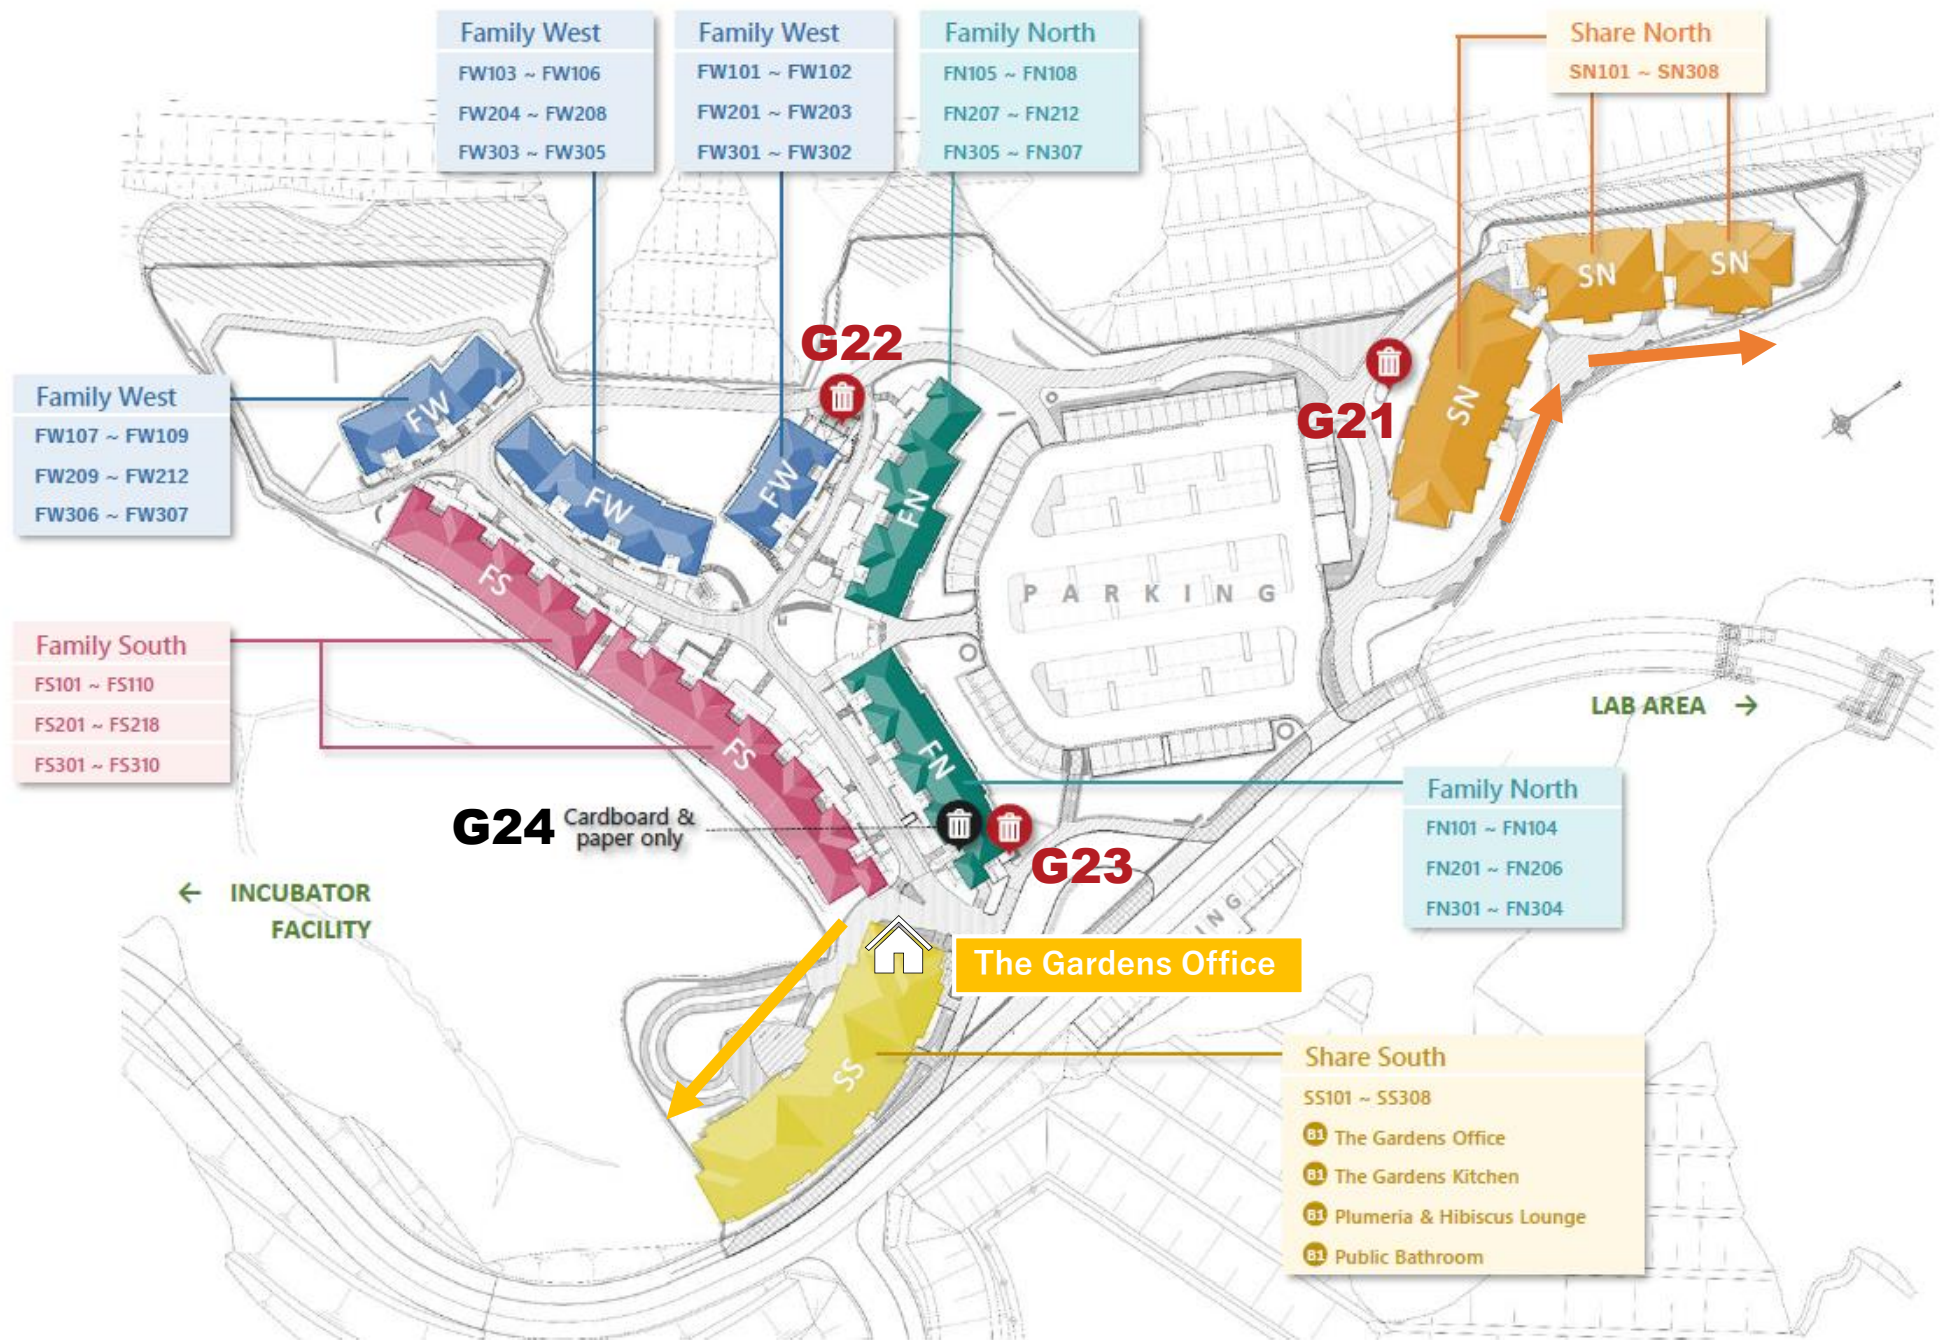 Family West
FW103 ~ FW106
FW204 ~ FW208
FW303 ~ FW305
Family West
FW101 ~ FW102
FW201 ~ FW203
FW301 ~ FW302
Family North
FN105 ~ FN108
FN207 ~ FN212
FN305 ~ FN307
Share North
SN101 ~ SN308
SN
SN
SN
G22
G21
Family West
FW107 ~ FW109
FW209 ~ FW212
FW306 ~ FW307
FW
FW
FW
FN
FS
PARKING
Family South
FS101 ~ FS110
FS201 ~ FS218
FS301 ~ FS310
FS
FN
LAB AREA →
Family North
FN101 ~ FN104
FN201 ~ FN206
FN301 ~ FN304
G24
Cardboard &
paper only
G23
← INCUBATOR
FACILITY
ING
The Gardens Office
SS
Share South
SS101 ~ SS308
B1 The Gardens Office
B1 The Gardens Kitchen
B1 Plumeria & Hibiscus Lounge
B1 Public Bathroom